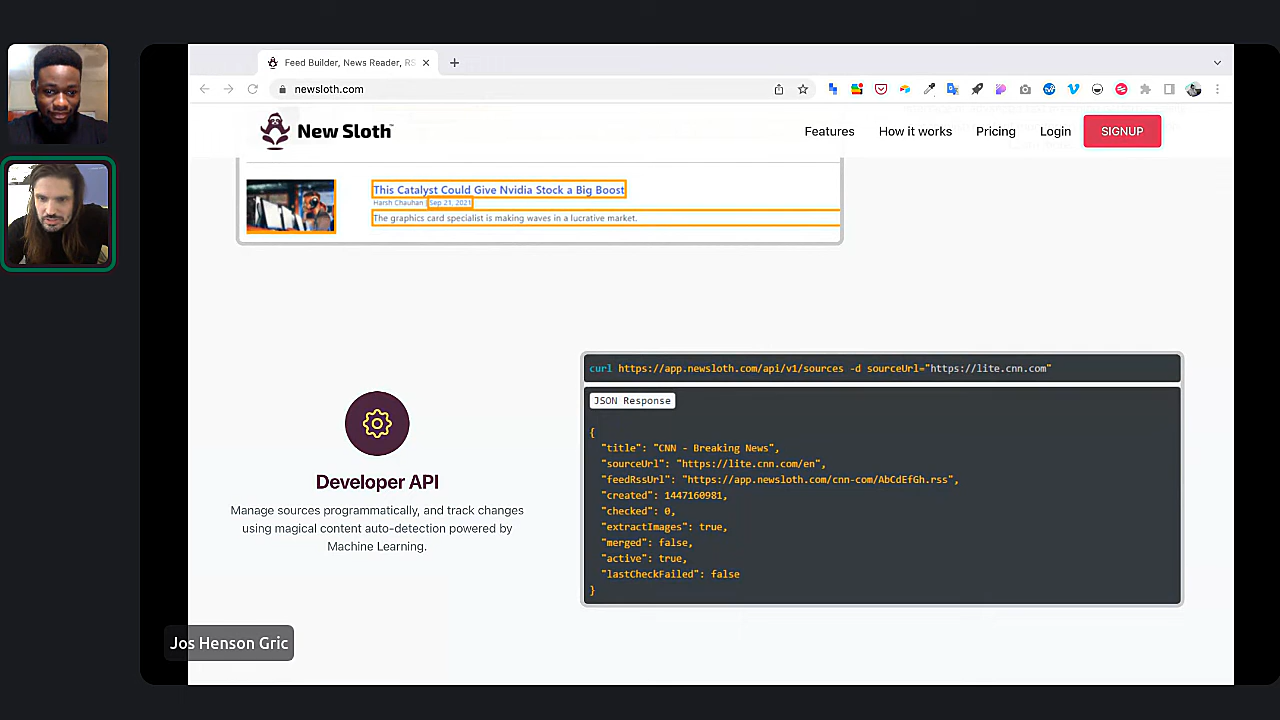 Feed Builder, News Reader, RS
newsloth.com
New Sloth
Features
How it works
Pricing
Login
SIGNUP
This Catalyst Could Give Nvidia Stock a Big Boost
Harsh Chauhan | Sep 21, 2021
The graphics card specialist is making waves in a lucrative market.
curl https://app.newsloth.com/api/v1/sources -d sourceUrl="https://lite.cnn.com"
JSON Response
{
"title": "CNN - Breaking News",
"sourceUrl": "https://lite.cnn.com/en",
"feedRssUrl": "https://app.newsloth.com/cnn-com/AbCdEfGh.rss",
"created": 1447160981,
"checked": 0,
"extractImages": true,
"merged": false,
"active": true,
"lastCheckFailed": false
}
Developer API
Manage sources programmatically, and track changes
using magical content auto-detection powered by
Machine Learning.
Jos Henson Gric